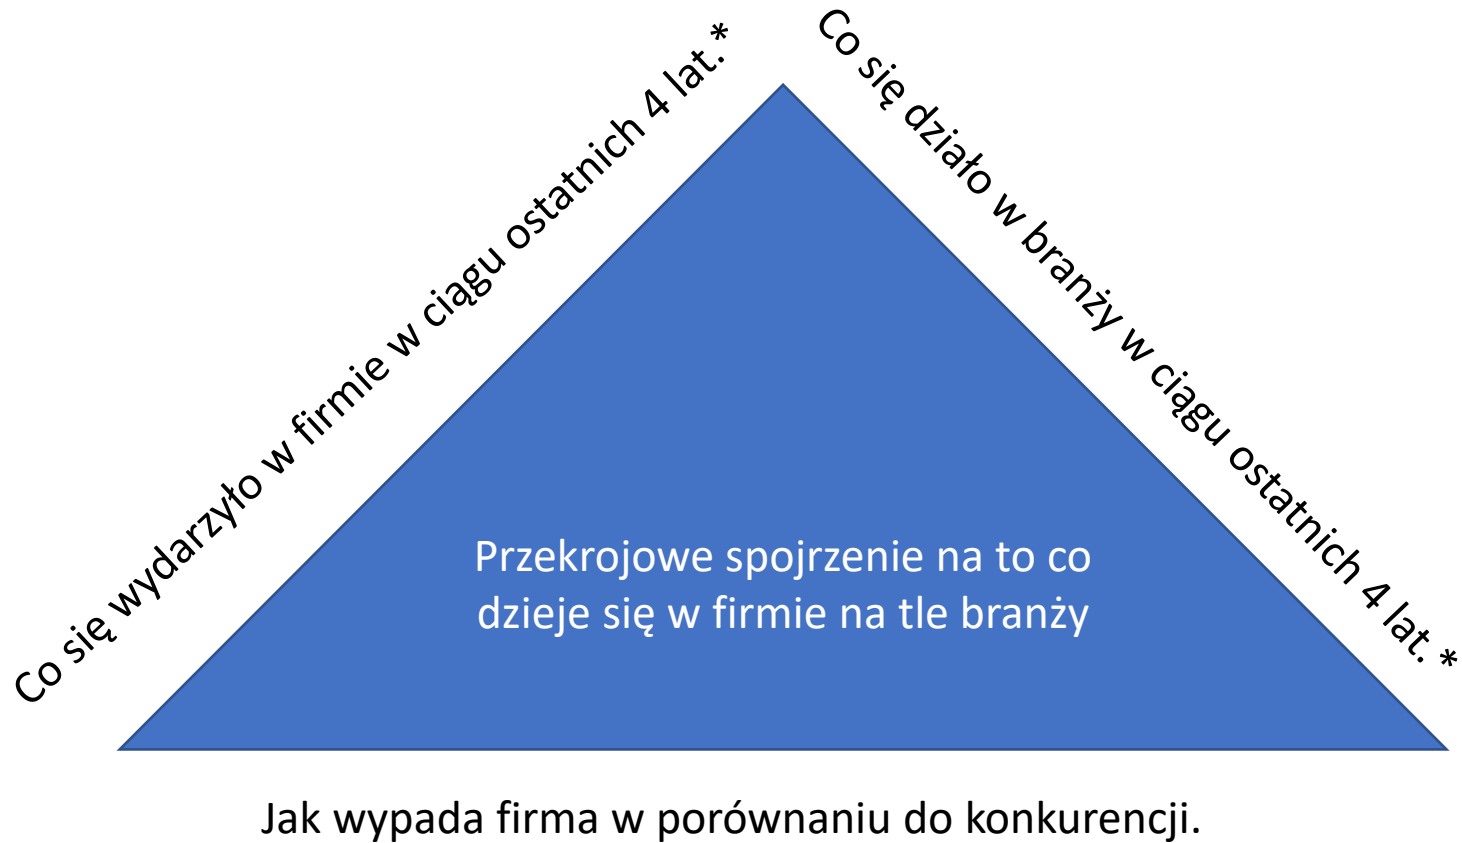 Co się wydarzyło w firmie w ciągu ostatnich 4 lat.*
Co się działo w branży w ciągu ostatnich 4 lat. *
Przekrojowe spojrzenie na to co
dzieje się w firmie na tle branży
Jak wypada firma w porównaniu do konkurencji.